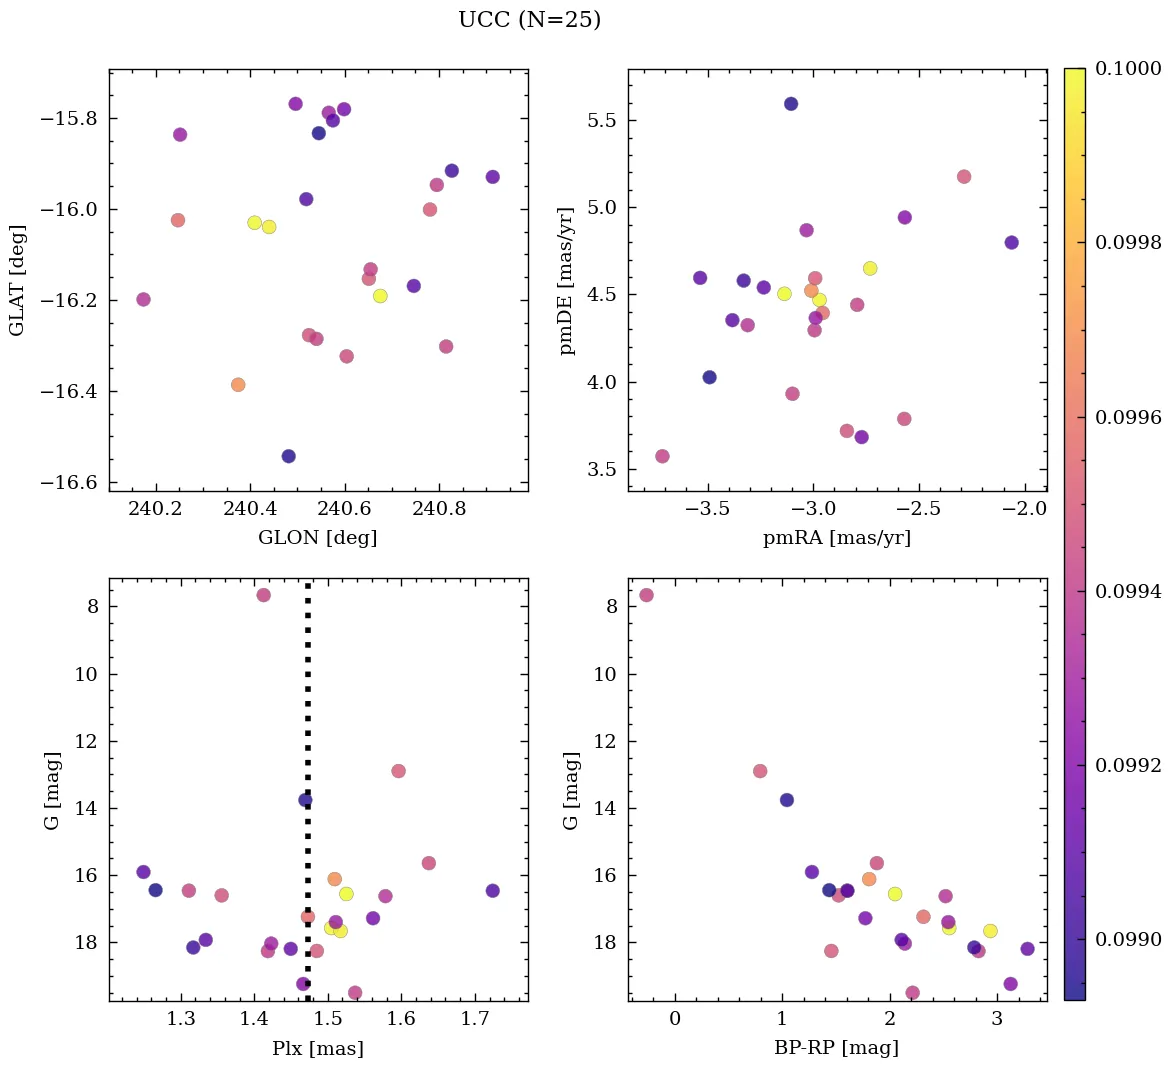 UCC (N=25)
−15.8
−16.0
−16.2
−16.4
−16.6
GLAT [deg]
240.2 240.4 240.6 240.8
GLON [deg]
5.5
5.0
4.5
4.0
3.5
pmDE [mas/yr]
−3.5 −3.0 −2.5 −2.0
pmRA [mas/yr]
8
10
12
14
16
18
G [mag]
1.3 1.4 1.5 1.6 1.7
Plx [mas]
8
10
12
14
16
18
G [mag]
0 1 2 3
BP-RP [mag]
0.1000
0.0998
0.0996
0.0994
0.0992
0.0990